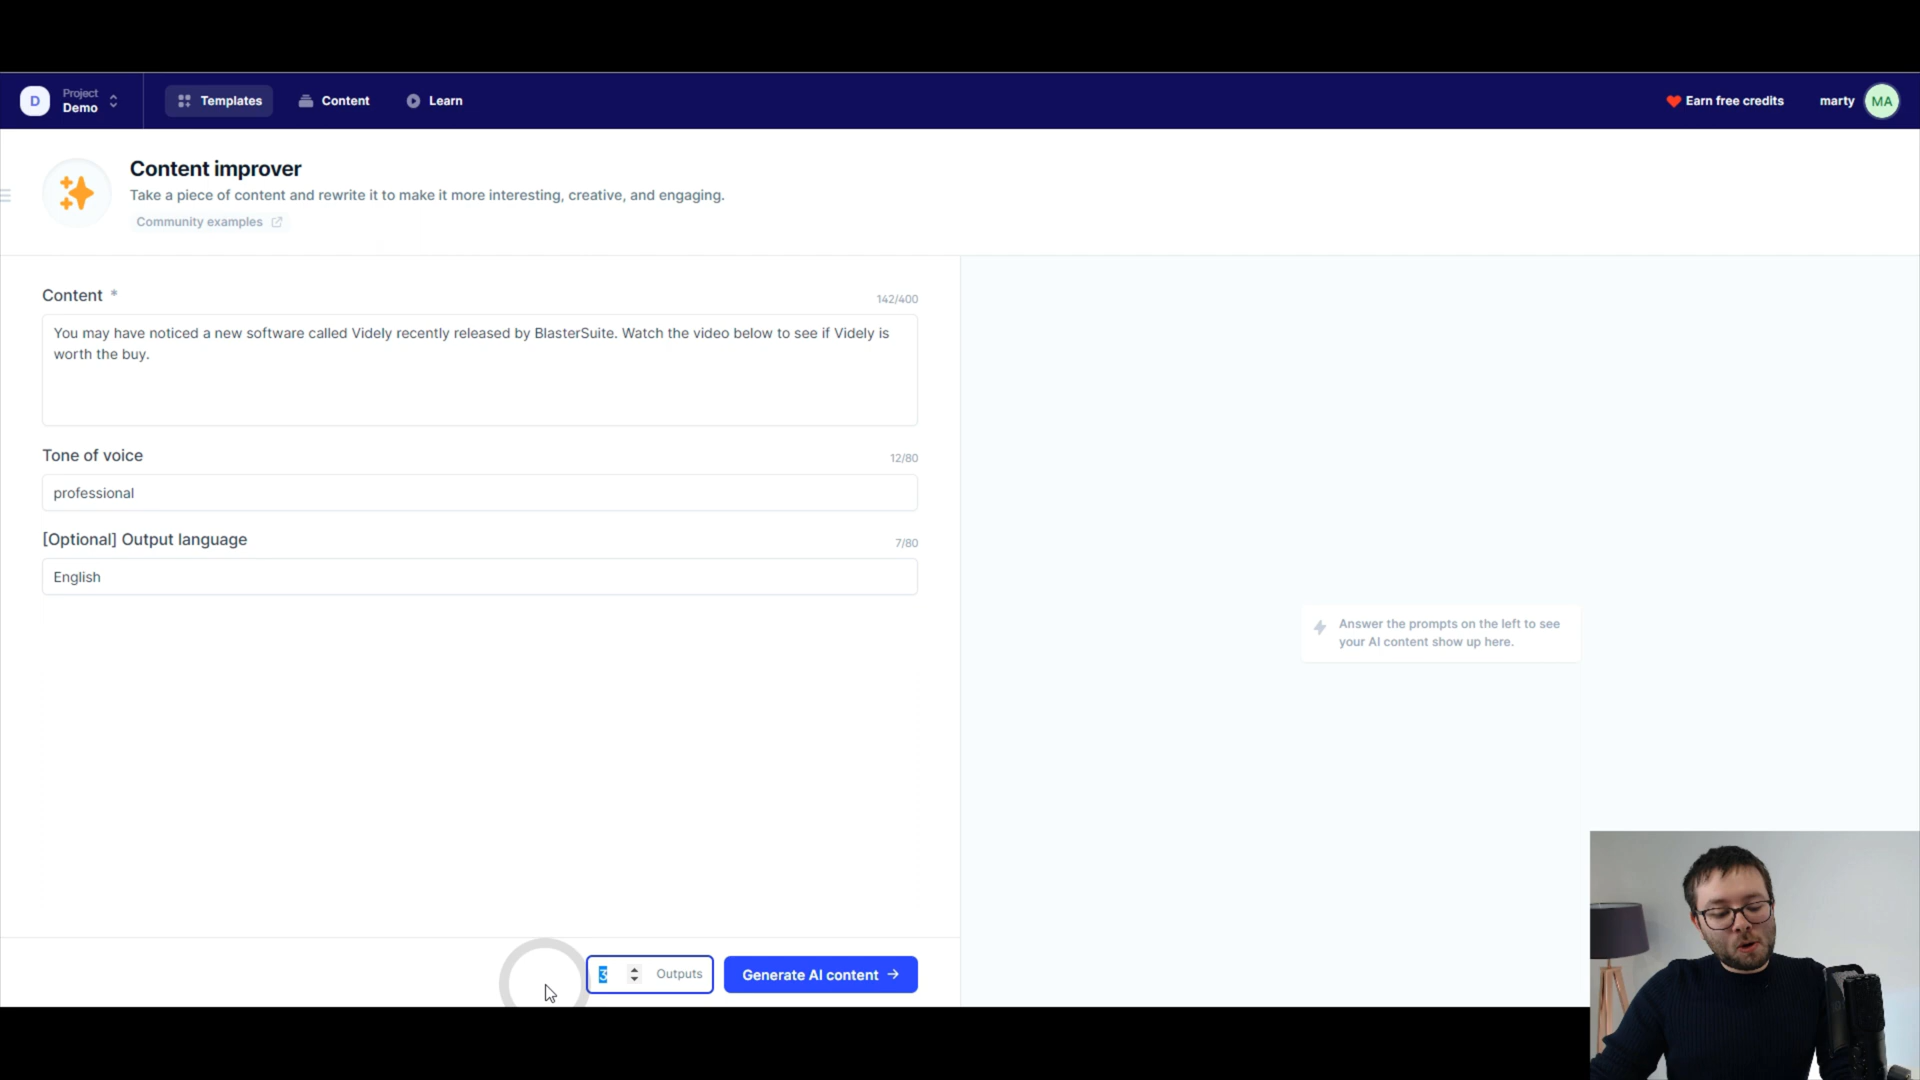 D
Project
Demo
Templates
Content
Learn
Earn free credits
marty
MA
Content improver
Take a piece of content and rewrite it to make it more interesting, creative, and engaging.
Community examples
Content *
142/400
You may have noticed a new software called Videly recently released by BlasterSuite. Watch the video below to see if Videly is
worth the buy.
Tone of voice
12/80
professional
[Optional] Output language
7/80
English
Answer the prompts on the left to see
your AI content show up here.
3
Outputs
Generate AI content